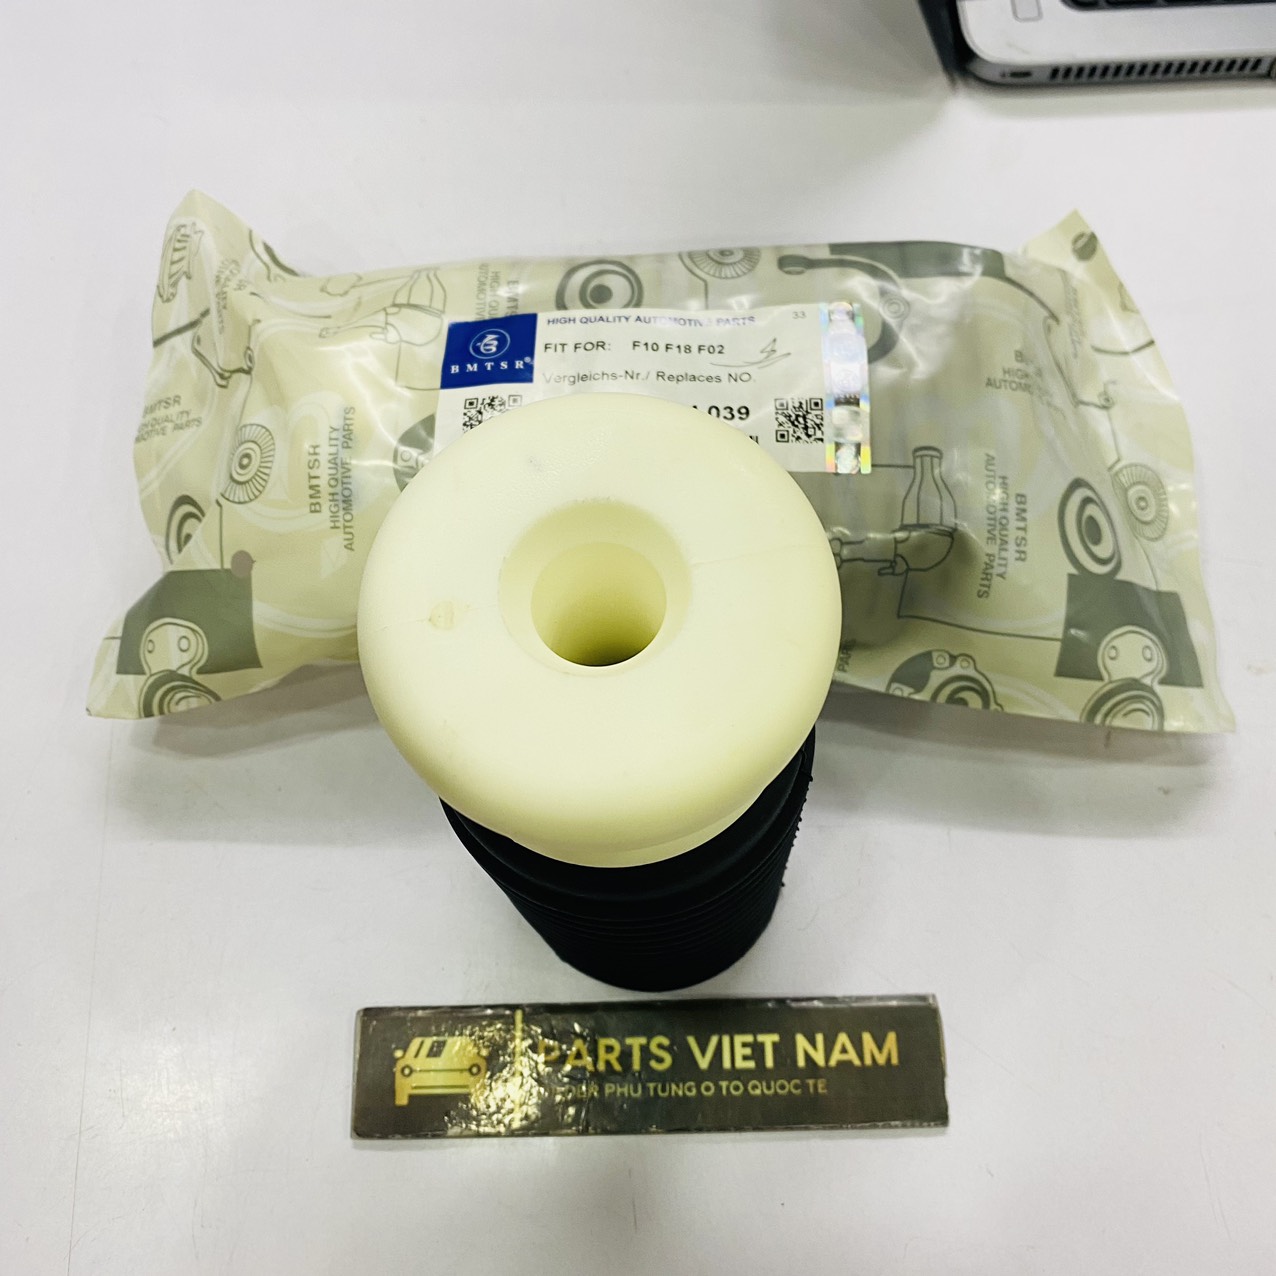 HIGH QUALITY AUTOMOTIVE PARTS 33
FIT FOR: F10 F18 F02
BMTSR®
Vergleichs-Nr./ Replaces NO.
039
BMTSR
HIGH QUALITY
AUTOMOTIVE PARTS
BMTSR
HIGH QUALITY
AUTOMOTIVE PARTS
PARTS VIET NAM
PHU TUNG O TO QUOC TE